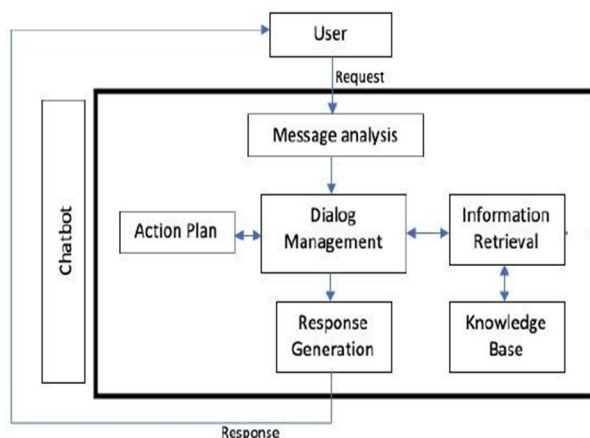 User
Request
Chatbot
Message analysis
Action Plan
Dialog
Management
Information
Retrieval
Response
Generation
Knowledge
Base
Response